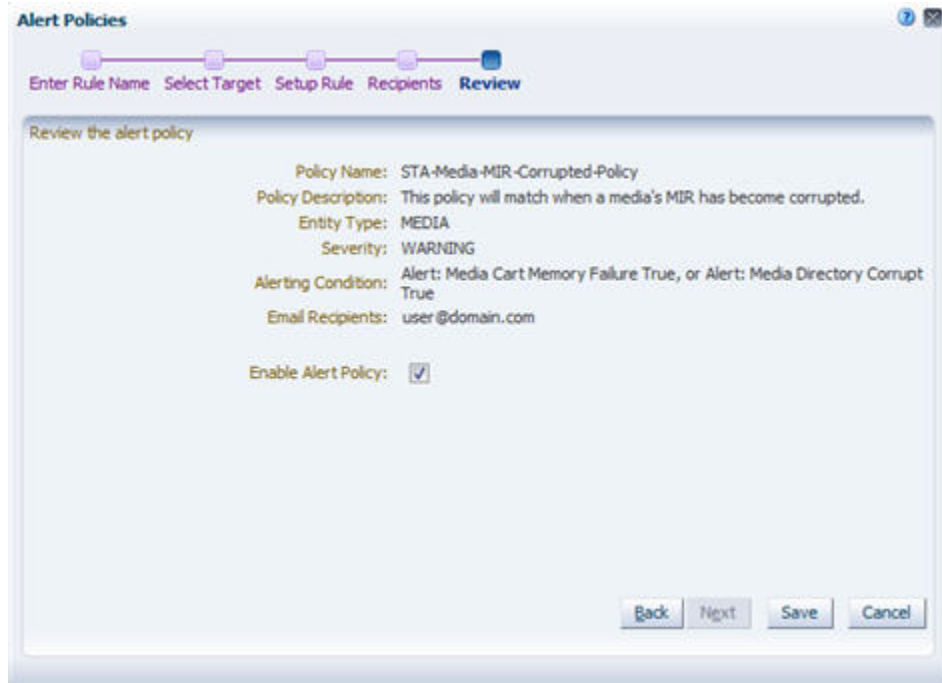 Alert Policies
Enter Rule Name Select Target Setup Rule Recipients Review
Review the alert policy
Policy Name: STA-Media-MIR-Corrupted-Policy
Policy Description: This policy will match when a media's MIR has become corrupted.
Entity Type: MEDIA
Severity: WARNING
Alerting Condition: Alert: Media Cart Memory Failure True, or Alert: Media Directory Corrupt
True
Email Recipients: user@domain.com
Enable Alert Policy:
Back Next Save Cancel